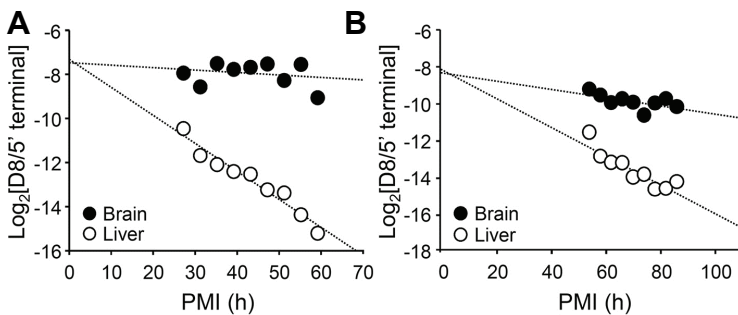 A
B
Log2[D8/5' terminal]
-6
-8
-10
-12
-14
-16
Brain
Liver
0 10 20 30 40 50 60 70
PMI (h)
Log2[D8/5' terminal]
-6
-8
-10
-12
-14
-16
-18
Brain
Liver
0 20 40 60 80 100
PMI (h)